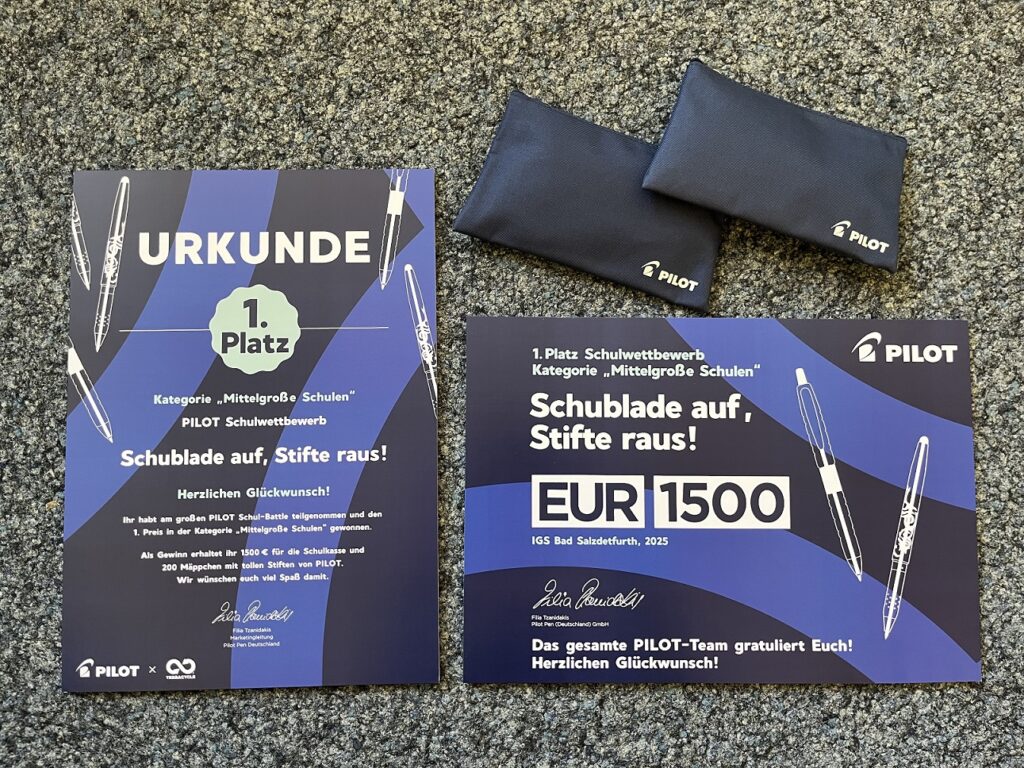 URKUNDE
1.
Platz
Kategorie „Mittelgroße Schulen“
PILOT Schulwettbewerb
Schublade auf, Stifte raus!
Herzlichen Glückwunsch!
Ihr habt am großen PILOT Schul-Battle teilgenommen und den
1. Preis in der Kategorie „Mittelgroße Schulen“ gewonnen.
Als Gewinn erhaltet ihr 1500 € für die Schulkasse und
200 Mäppchen mit tollen Stiften von PILOT.
Wir wünschen euch viel Spaß damit.
Filia Tzanidakis
Marketingleitung
Pilot Pen Deutschland
PILOT × TERRACYCLE
PILOT
PILOT
PILOT
1. Platz Schulwettbewerb
Kategorie „Mittelgroße Schulen“
Schublade auf,
Stifte raus!
EUR 1500
IGS Bad Salzdetfurth, 2025
Filia Tzanidakis
Pilot Pen (Deutschland) GmbH
Das gesamte PILOT-Team gratuliert Euch!
Herzlichen Glückwunsch!